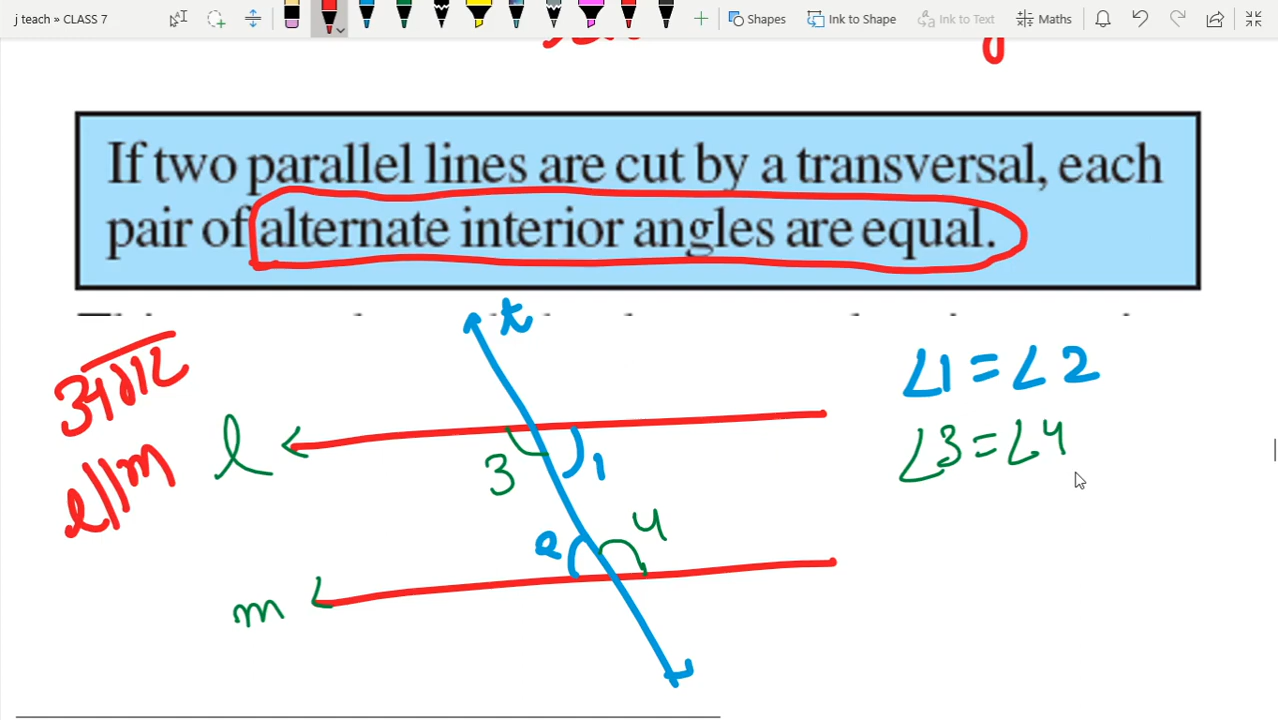 j teach » CLASS 7
Shapes
Ink to Shape
Ink to Text
Maths
If two parallel lines are cut by a transversal, each
pair of alternate interior angles are equal.
t
अगर
l||m
l
3
1
2
4
m
∠1 = ∠2
∠3 = ∠4